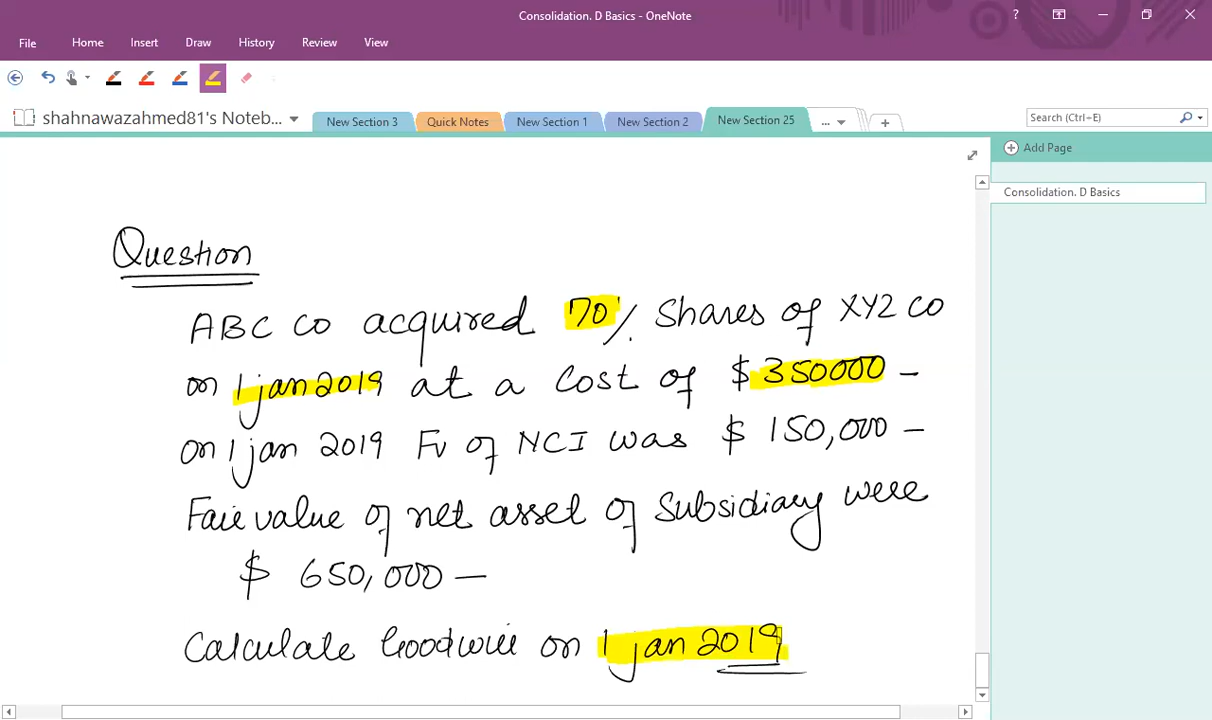 Consolidation. D Basics - OneNote
?
File Home Insert Draw History Review View
shahnawazahmed81's Noteb... New Section 3 Quick Notes New Section 1 New Section 2 New Section 25 ... + Search (Ctrl+E)
Add Page
Consolidation. D Basics
Question
ABC CO acquired 70% Shares of XYZ CO
on 1 jan 2019 at a Cost of $ 350000 -
on 1 jan 2019 Fv of NCI was $ 150,000 -
Fair value of net asset of Subsidiary were
$ 650,000 -
Calculate Goodwill on 1 jan 2019